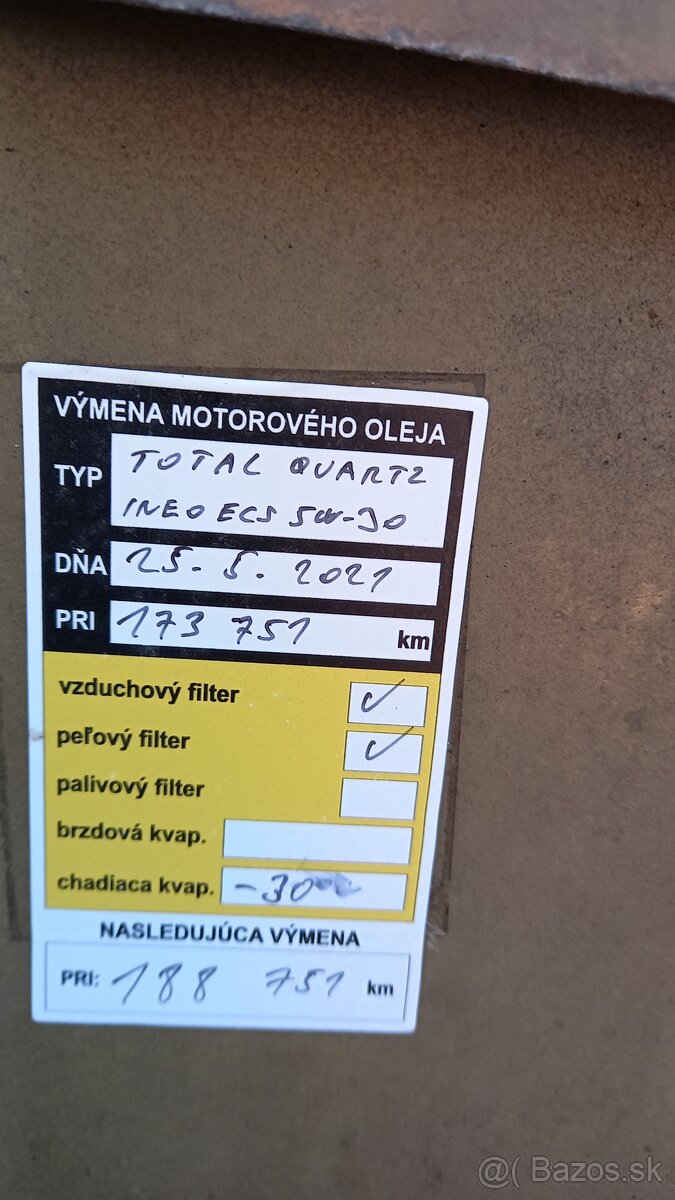 VÝMENA MOTOROVÉHO OLEJA
TYP TOTAL QUARTZ
INEO ECS 5W-30
DŇA 25. 5. 2021
PRI 173 751 km
vzduchový filter ✓
peľový filter ✓
palivový filter
brzdová kvap.
chadiaca kvap. -30°C
NASLEDUJÚCA VÝMENA
PRI: 188 751 km
@( Bazos.sk